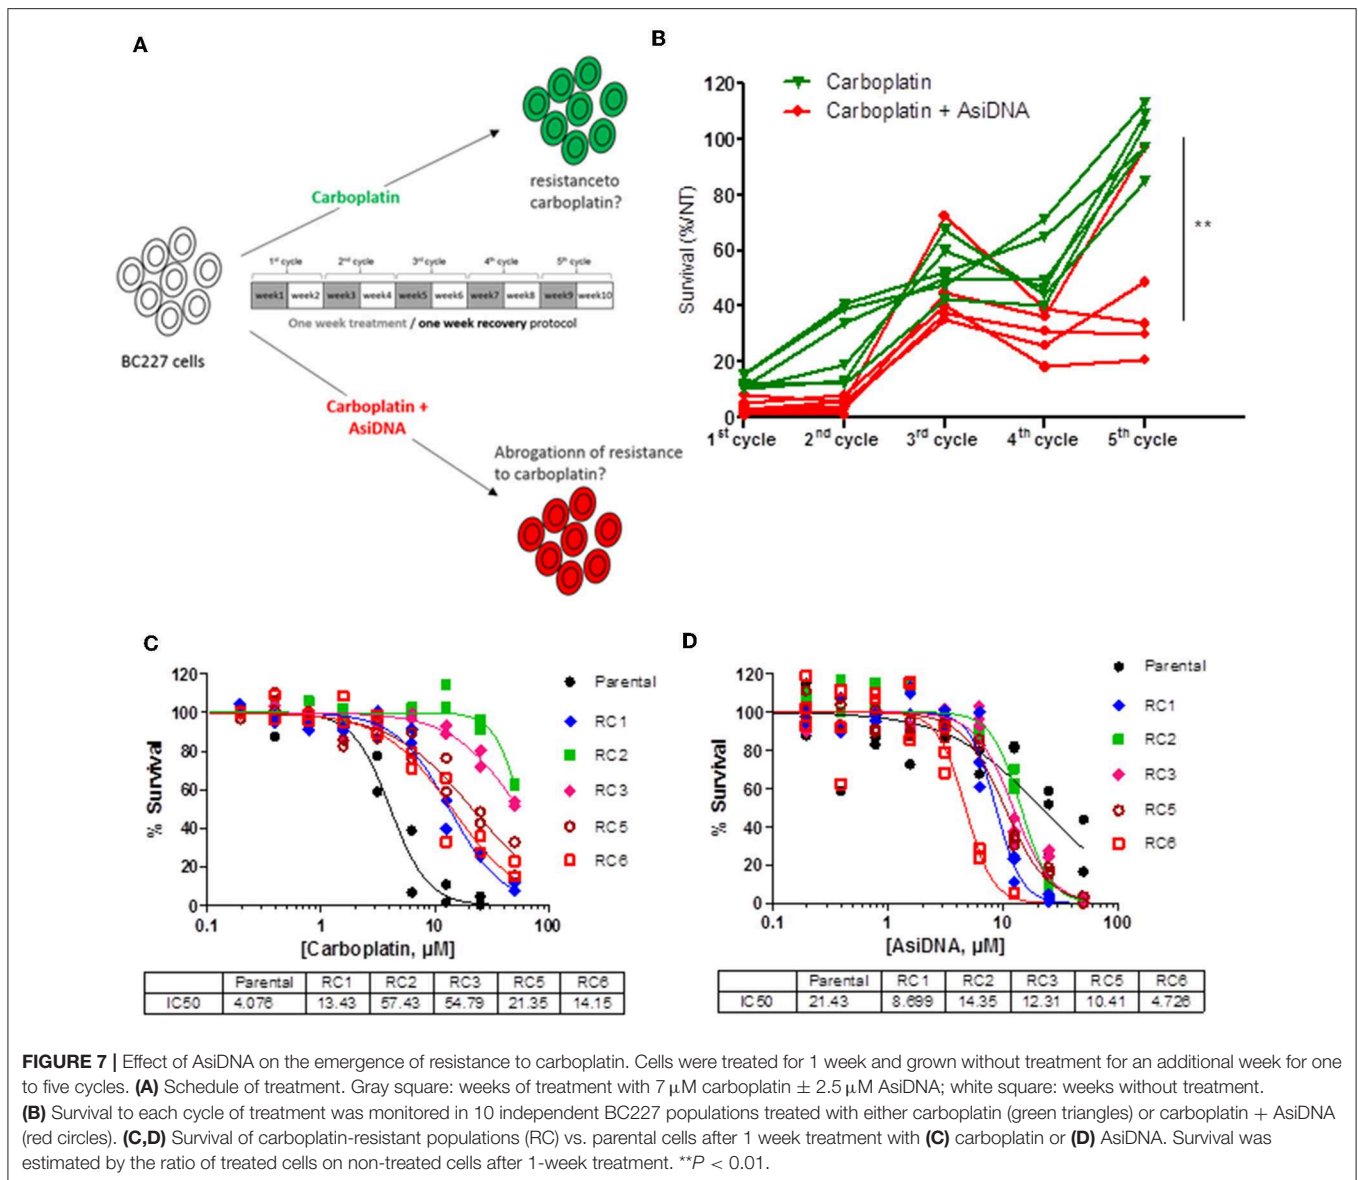 A
resistanceto
carboplatin?
Carboplatin
1st cycle 2nd cycle 3rd cycle 4th cycle 5th cycle
week1 week2 week3 week4 week5 week6 week7 week8 week9 week10
One week treatment / one week recovery protocol
BC227 cells
Carboplatin +
AsiDNA
Abrogationn of resistance
to carboplatin?
B
Carboplatin
Carboplatin + AsiDNA
Survival (%/NT)
120
100
80
60
40
20
0
1st cycle 2nd cycle 3rd cycle 4th cycle 5th cycle
**
C
% Survival
120
100
80
60
40
20
0
0.1 1 10 100
[Carboplatin, µM]
Parental
RC1
RC2
RC3
RC5
RC6
Parental RC1 RC2 RC3 RC5 RC6
IC50 4.076 13.43 57.43 54.79 21.35 14.15
D
% Survival
120
100
80
60
40
20
0
0.1 1 10 100
[AsiDNA, µM]
Parental
RC1
RC2
RC3
RC5
RC6
Parental RC1 RC2 RC3 RC5 RC6
IC50 21.43 8.699 14.35 12.31 10.41 4.726
FIGURE 7 | Effect of AsiDNA on the emergence of resistance to carboplatin. Cells were treated for 1 week and grown without treatment for an additional week for one
to five cycles. (A) Schedule of treatment. Gray square: weeks of treatment with 7 µM carboplatin ± 2.5 µM AsiDNA; white square: weeks without treatment.
(B) Survival to each cycle of treatment was monitored in 10 independent BC227 populations treated with either carboplatin (green triangles) or carboplatin + AsiDNA
(red circles). (C,D) Survival of carboplatin-resistant populations (RC) vs. parental cells after 1 week treatment with (C) carboplatin or (D) AsiDNA. Survival was
estimated by the ratio of treated cells on non-treated cells after 1-week treatment. **P < 0.01.